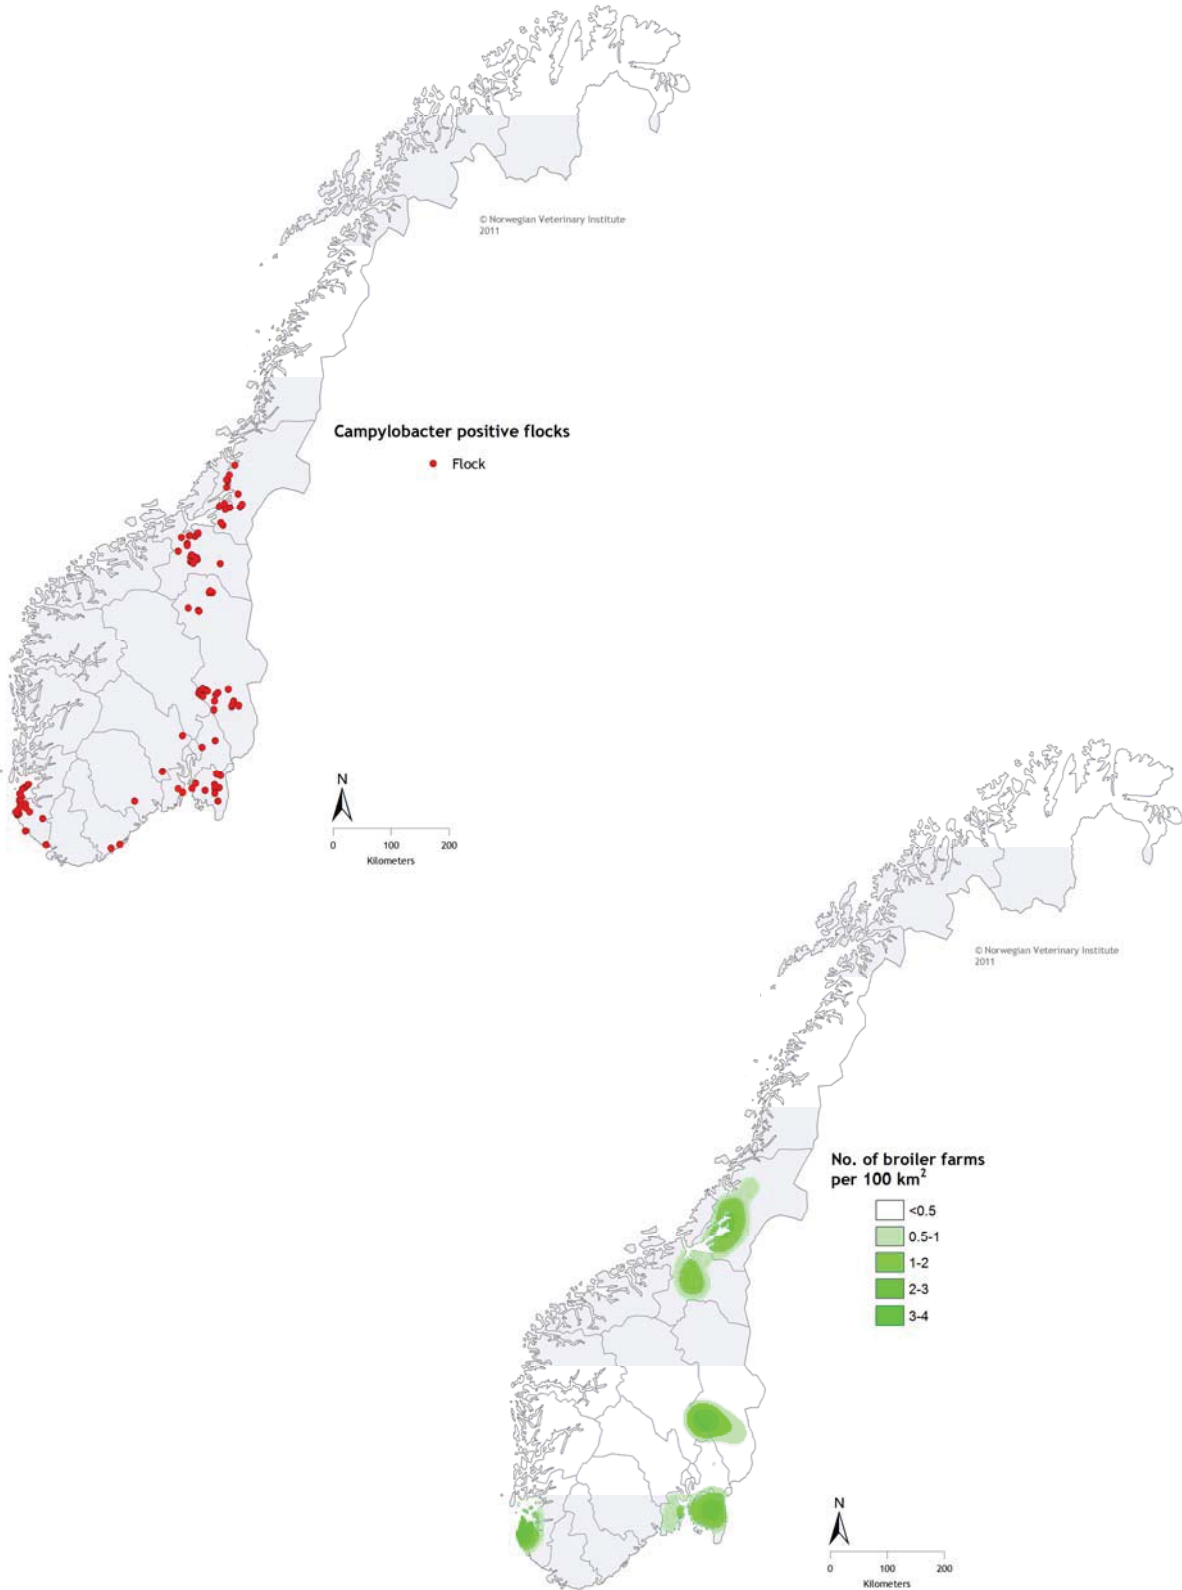 © Norwegian Veterinary Institute
2011
Campylobacter positive flocks
Flock
N
0 100 200
Kilometers
© Norwegian Veterinary Institute
2011
No. of broiler farms
per 100 km²
<0.5
0.5-1
1-2
2-3
3-4
N
0 100 200
Kilometers